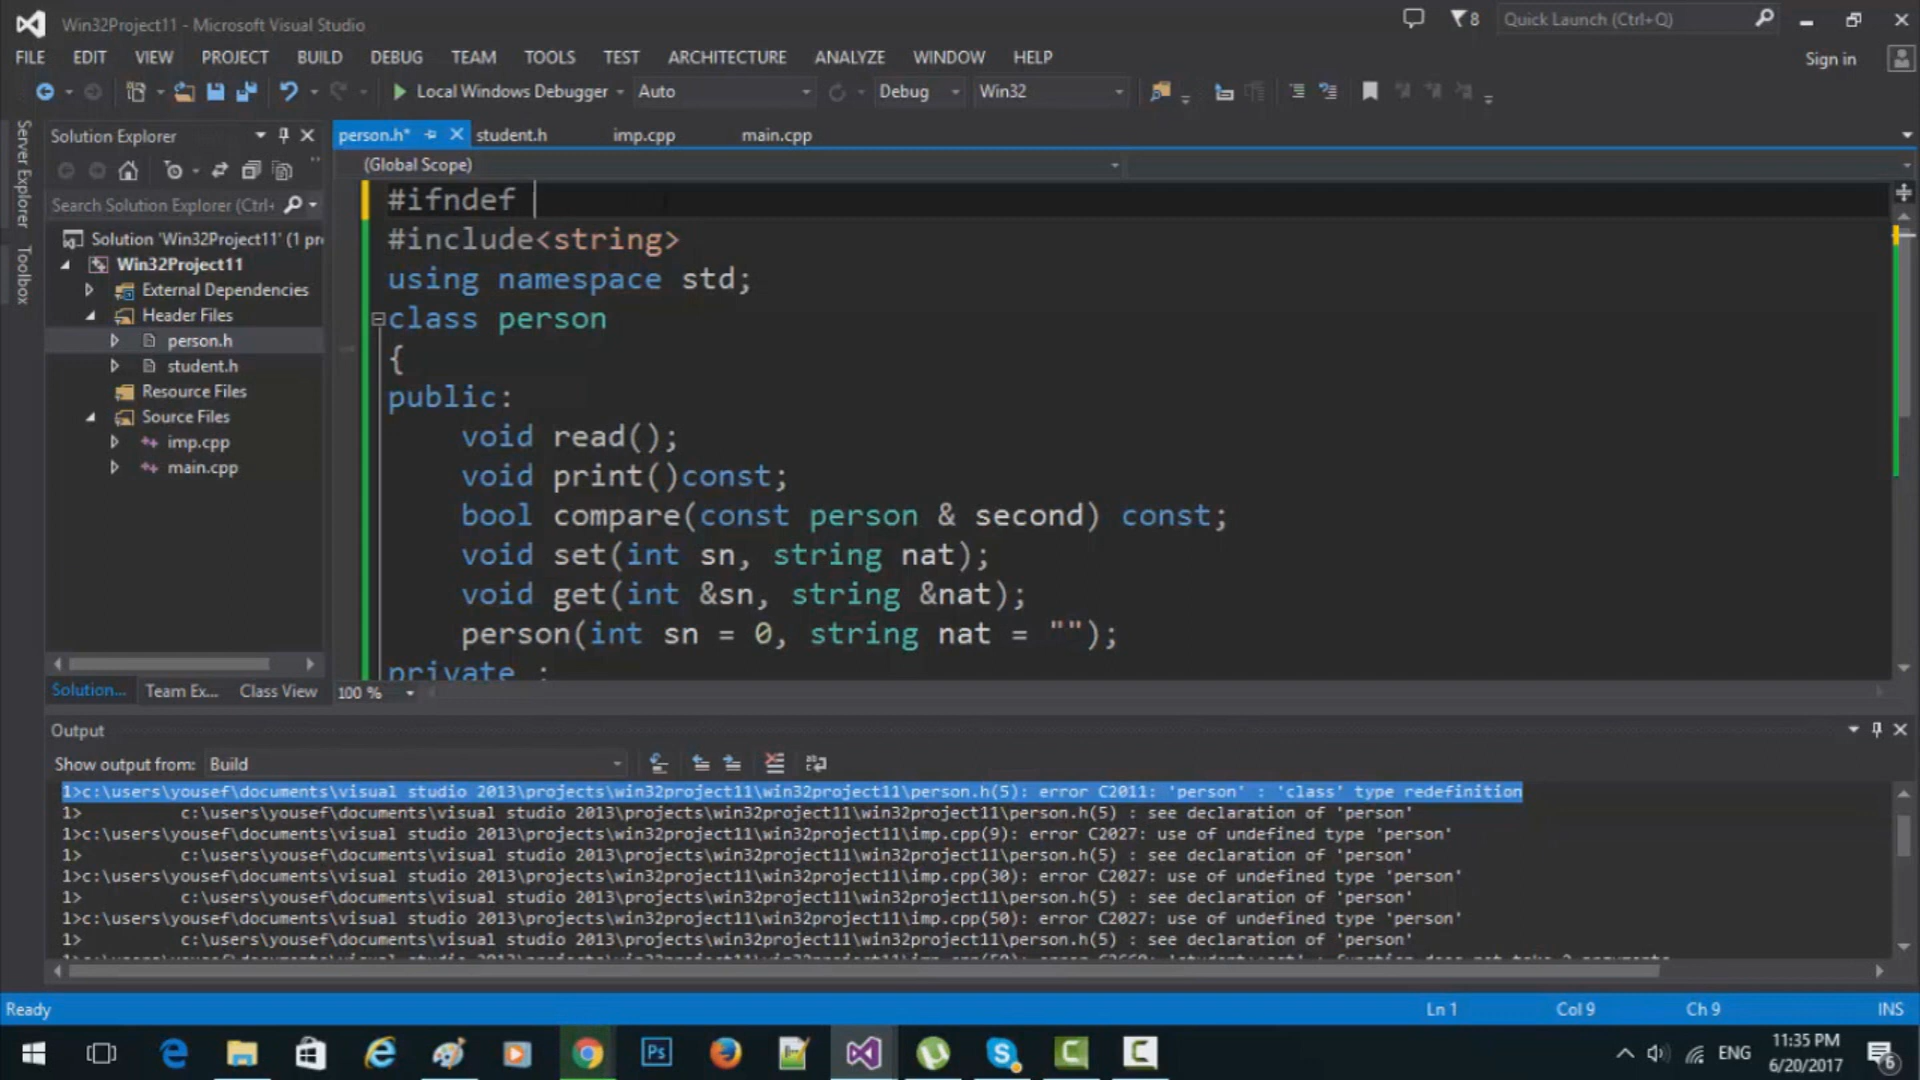 Win32Project11 - Microsoft Visual Studio
8
Quick Launch (Ctrl+Q)
FILE EDIT VIEW PROJECT BUILD DEBUG TEAM TOOLS TEST ARCHITECTURE ANALYZE WINDOW HELP
Sign in
Local Windows Debugger
Auto
Debug
Win32
Server Explorer
Toolbox
Solution Explorer
person.h* student.h imp.cpp main.cpp
(Global Scope)
Search Solution Explorer (Ctrl+
Solution 'Win32Project11' (1 pr
Win32Project11
External Dependencies
Header Files
person.h
student.h
Resource Files
Source Files
imp.cpp
main.cpp
Solution... Team Ex... Class View
#ifndef
#include<string>
using namespace std;
class person
{
public:
void read();
void print()const;
bool compare(const person & second) const;
void set(int sn, string nat);
void get(int &sn, string &nat);
person(int sn = 0, string nat = "");
private :
100 %
Output
Show output from: Build
1>c:\users\yousef\documents\visual studio 2013\projects\win32project11\win32project11\person.h(5): error C2011: 'person' : 'class' type redefinition
1> c:\users\yousef\documents\visual studio 2013\projects\win32project11\win32project11\person.h(5) : see declaration of 'person'
1>c:\users\yousef\documents\visual studio 2013\projects\win32project11\win32project11\imp.cpp(9): error C2027: use of undefined type 'person'
1> c:\users\yousef\documents\visual studio 2013\projects\win32project11\win32project11\person.h(5) : see declaration of 'person'
1>c:\users\yousef\documents\visual studio 2013\projects\win32project11\win32project11\imp.cpp(30): error C2027: use of undefined type 'person'
1> c:\users\yousef\documents\visual studio 2013\projects\win32project11\win32project11\person.h(5) : see declaration of 'person'
1>c:\users\yousef\documents\visual studio 2013\projects\win32project11\win32project11\imp.cpp(50): error C2027: use of undefined type 'person'
1> c:\users\yousef\documents\visual studio 2013\projects\win32project11\win32project11\person.h(5) : see declaration of 'person'
Ready
Ln 1
Col 9
Ch 9
INS
Ps
ENG
11:35 PM
6/20/2017
6